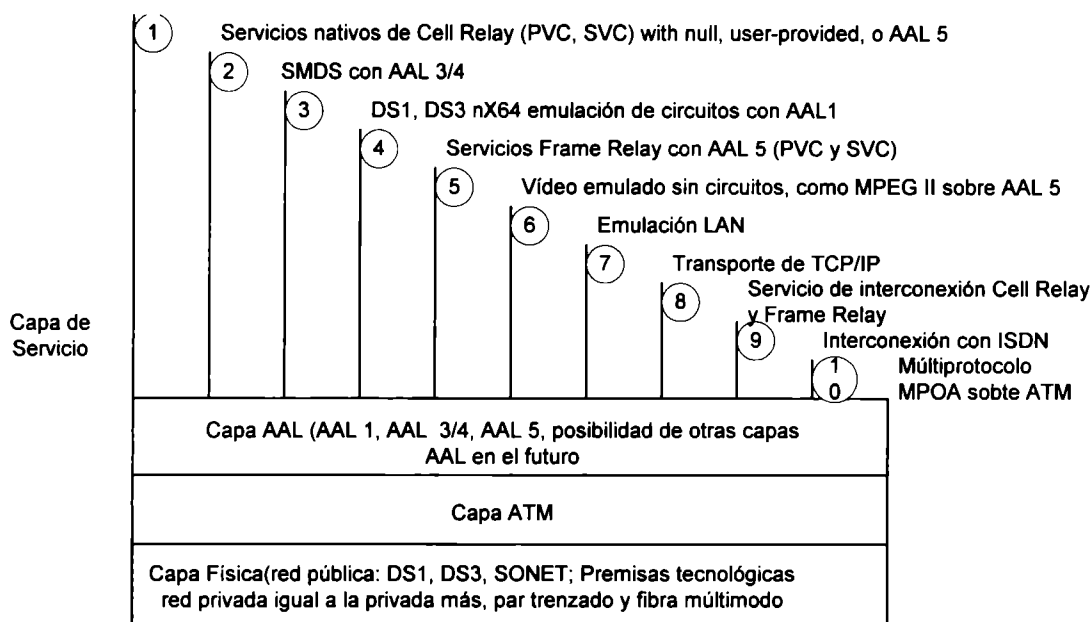 1 Servicios nativos de Cell Relay (PVC, SVC) with null, user-provided, o AAL 5
2 SMDS con AAL 3/4
3 DS1, DS3 nX64 emulación de circuitos con AAL1
4 Servicios Frame Relay con AAL 5 (PVC y SVC)
5 Vídeo emulado sin circuitos, como MPEG II sobre AAL 5
6 Emulación LAN
7 Transporte de TCP/IP
8 Servicio de interconexión Cell Relay
y Frame Relay
Capa de
Servicio
9 Interconexión con ISDN
1 Múltiprotocolo
0 MPOA sobte ATM
Capa AAL (AAL 1, AAL 3/4, AAL 5, posibilidad de otras capas
AAL en el futuro
Capa ATM
Capa Física(red pública: DS1, DS3, SONET; Premisas tecnológicas
red privada igual a la privada más, par trenzado y fibra múltimodo